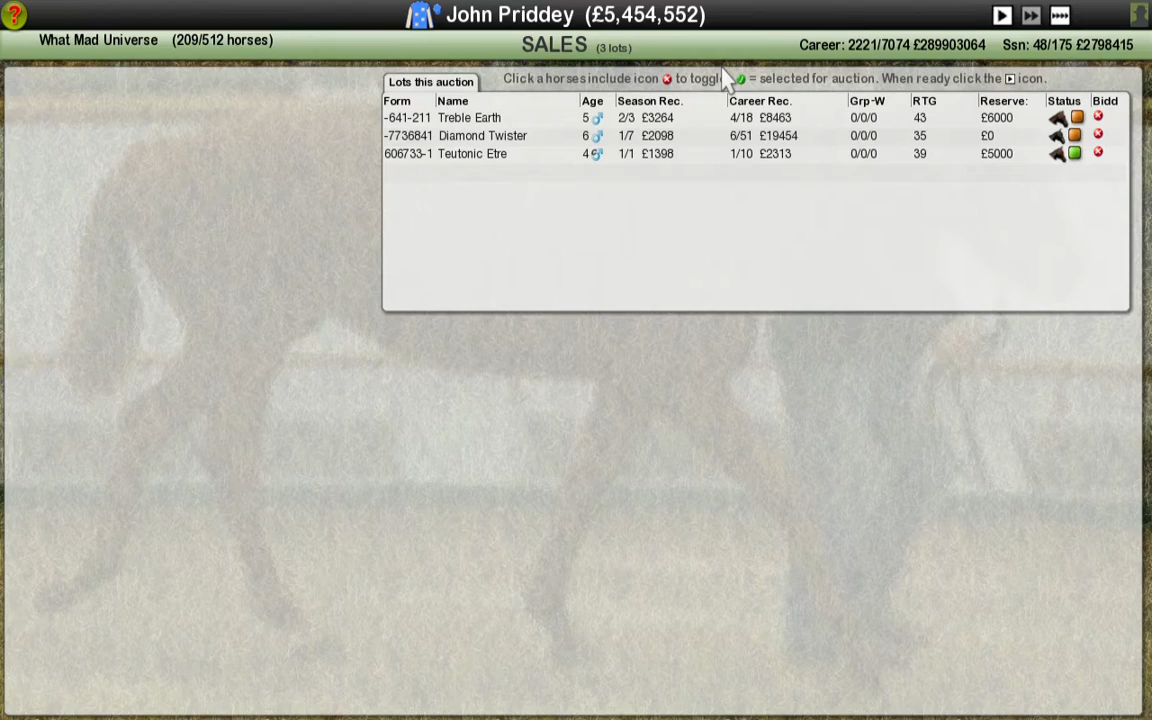 John Priddey (£5,454,552)
What Mad Universe (209/512 horses)
SALES (3 lots)
Career: 2221/7074 £289903064 Ssn: 48/175 £2798415
Lots this auction
Click a horses include icon to toggl = selected for auction. When ready click the icon.
Form Name Age Season Rec. Career Rec. Grp-W RTG Reserve: Status Bidd
-641-211 Treble Earth 5 2/3 £3264 4/18 £8463 0/0/0 43 £6000
-7736841 Diamond Twister 6 1/7 £2098 6/51 £19454 0/0/0 35 £0
606733-1 Teutonic Etre 4 1/1 £1398 1/10 £2313 0/0/0 39 £5000